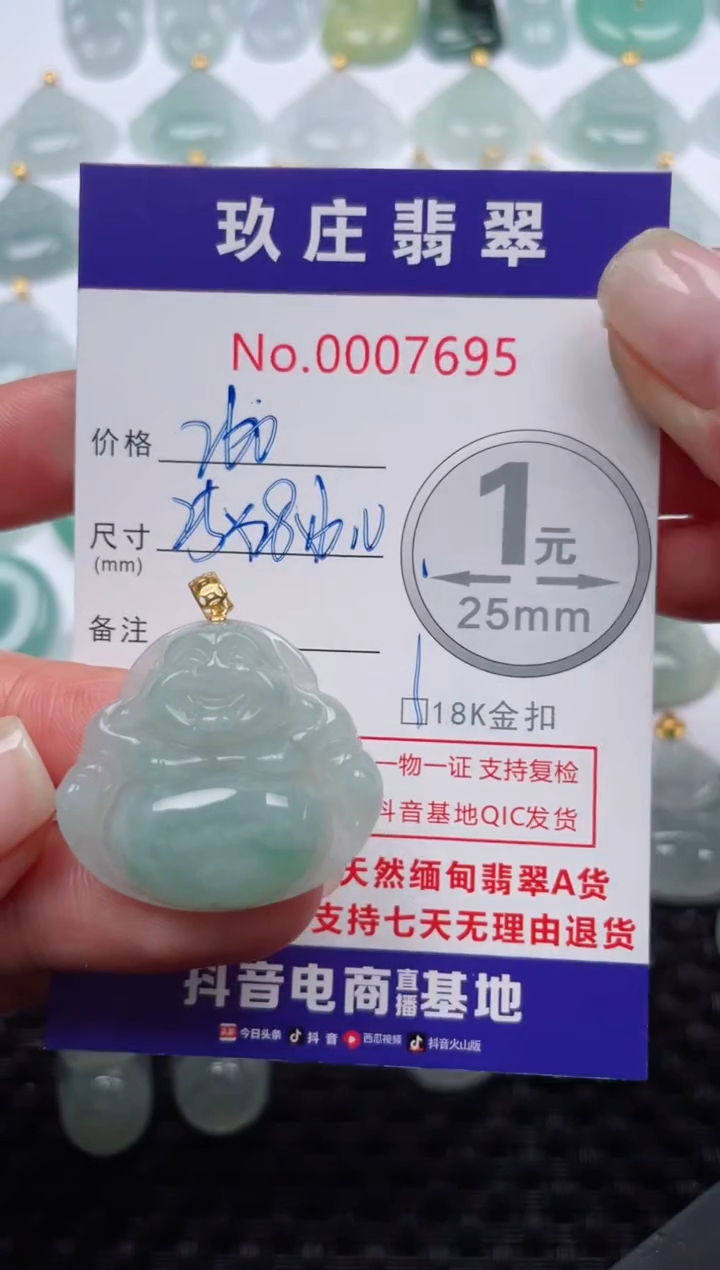 玖庄翡翠
No.0007695
价格
尺寸
(mm)
备注
1元
25mm
18K金扣
一物一证 支持复检
抖音基地QIC发货
天然缅甸翡翠A货
支持七天无理由退货
抖音电商直播基地
今日头条 抖音 西瓜视频 抖音火山版